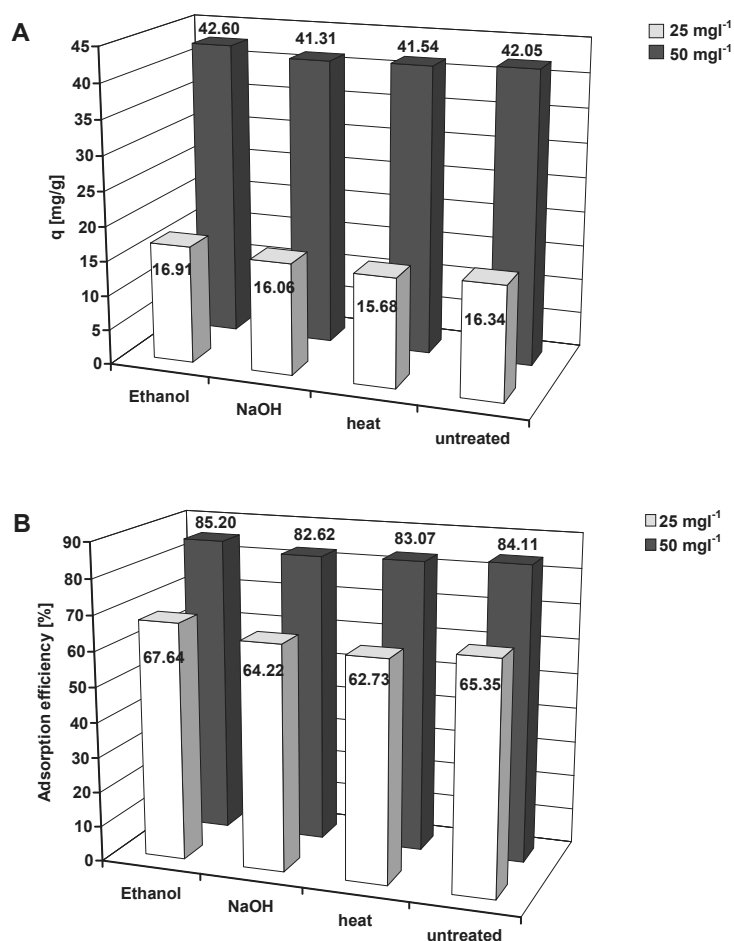 A
25 mgl⁻¹
50 mgl⁻¹
q [mg/g]
45
40
35
30
25
20
15
10
5
0
42.60
41.31
41.54
42.05
16.91
16.06
15.68
16.34
Ethanol
NaOH
heat
untreated
B
25 mgl⁻¹
50 mgl⁻¹
Adsorption efficiency [%]
90
80
70
60
50
40
30
20
10
0
85.20
82.62
83.07
84.11
67.64
64.22
62.73
65.35
Ethanol
NaOH
heat
untreated